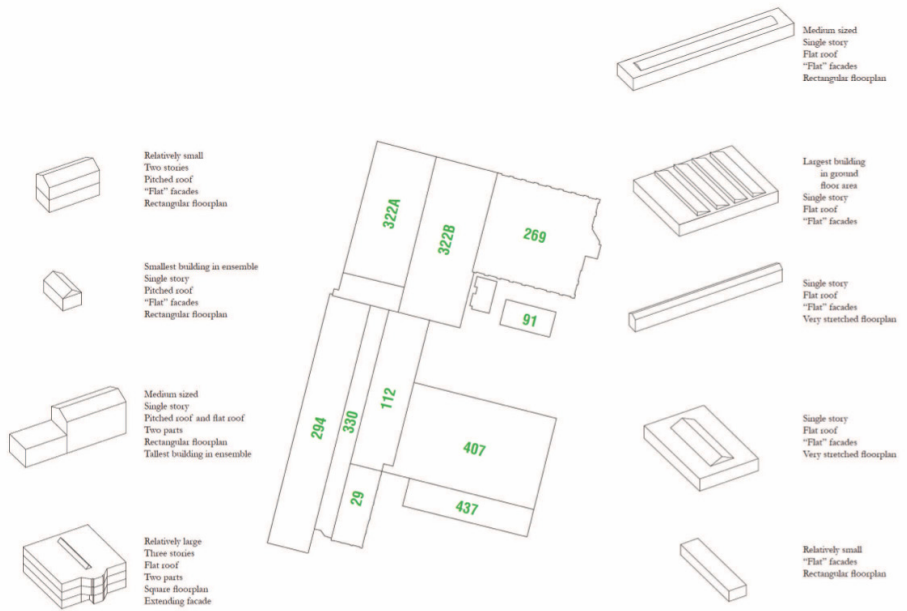 Relatively small
Two stories
Pitched roof
“Flat” facades
Rectangular floorplan
Smallest building in ensemble
Single story
Pitched roof
“Flat” facades
Rectangular floorplan
Medium sized
Single story
Pitched roof and flat roof
Two parts
Rectangular floorplan
Tallest building in ensemble
Relatively large
Three stories
Flat roof
Two parts
Square floorplan
Extending facade
322A
322B
269
91
294
330
112
407
29
437
Medium sized
Single story
Flat roof
“Flat” facades
Rectangular floorplan
Largest building
in ground
floor area
Single story
Flat roof
“Flat” facades
Single story
Flat roof
“Flat” facades
Very stretched floorplan
Single story
Flat roof
“Flat” facades
Very stretched floorplan
Relatively small
“Flat” facades
Rectangular floorplan